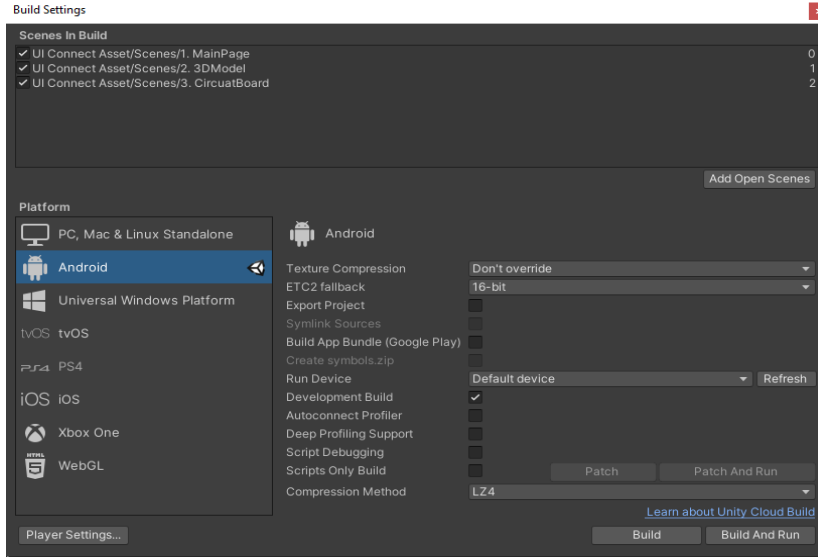 Build Settings
Scenes In Build
UI Connect Asset/Scenes/1. MainPage 0
UI Connect Asset/Scenes/2. 3DModel 1
UI Connect Asset/Scenes/3. CircuatBoard 2
Add Open Scenes
Platform
PC, Mac & Linux Standalone
Android
Universal Windows Platform
tvOS tvOS
PS4 PS4
iOS iOS
Xbox One
HTML 5 WebGL
Android
Texture Compression Don't override
ETC2 fallback 16-bit
Export Project
Symlink Sources
Build App Bundle (Google Play)
Create symbols.zip
Run Device Default device Refresh
Development Build
Autoconnect Profiler
Deep Profiling Support
Script Debugging
Scripts Only Build Patch Patch And Run
Compression Method LZ4
Learn about Unity Cloud Build
Player Settings... Build Build And Run